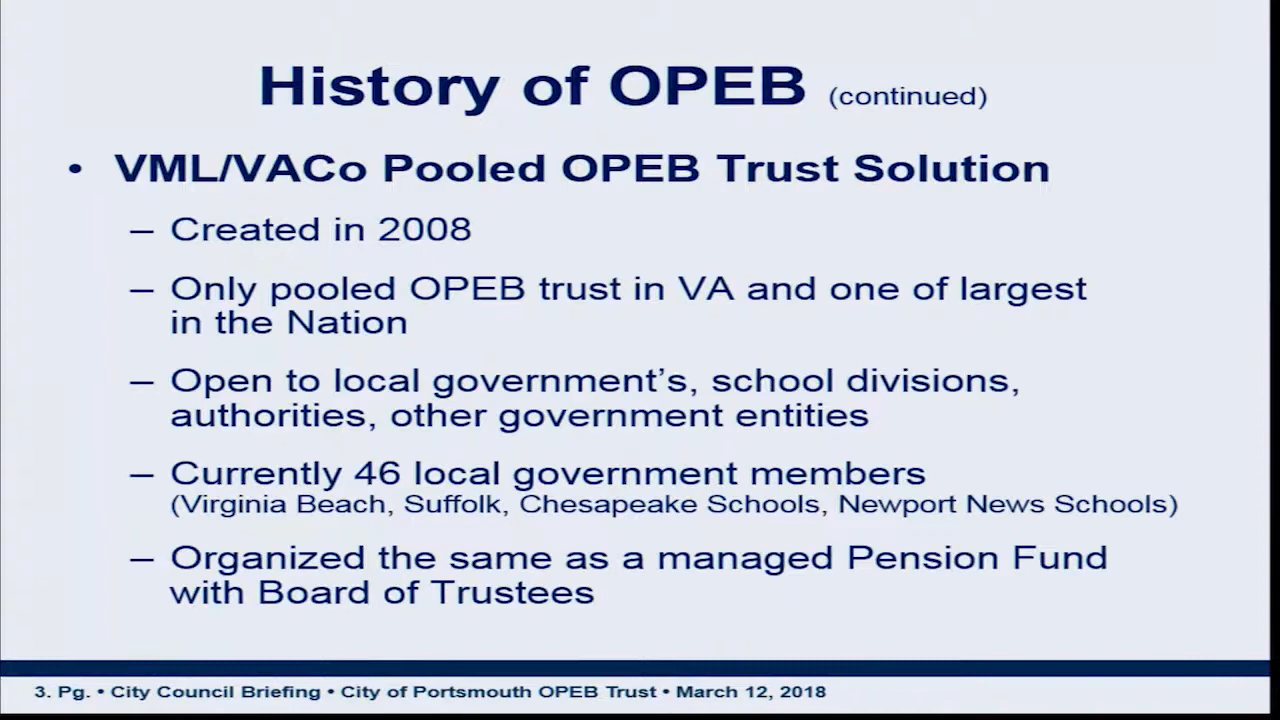 History of OPEB (continued)
• VML/VACo Pooled OPEB Trust Solution
– Created in 2008
– Only pooled OPEB trust in VA and one of largest
in the Nation
– Open to local government's, school divisions,
authorities, other government entities
– Currently 46 local government members
(Virginia Beach, Suffolk, Chesapeake Schools, Newport News Schools)
– Organized the same as a managed Pension Fund
with Board of Trustees
3. Pg. • City Council Briefing • City of Portsmouth OPEB Trust • March 12, 2018